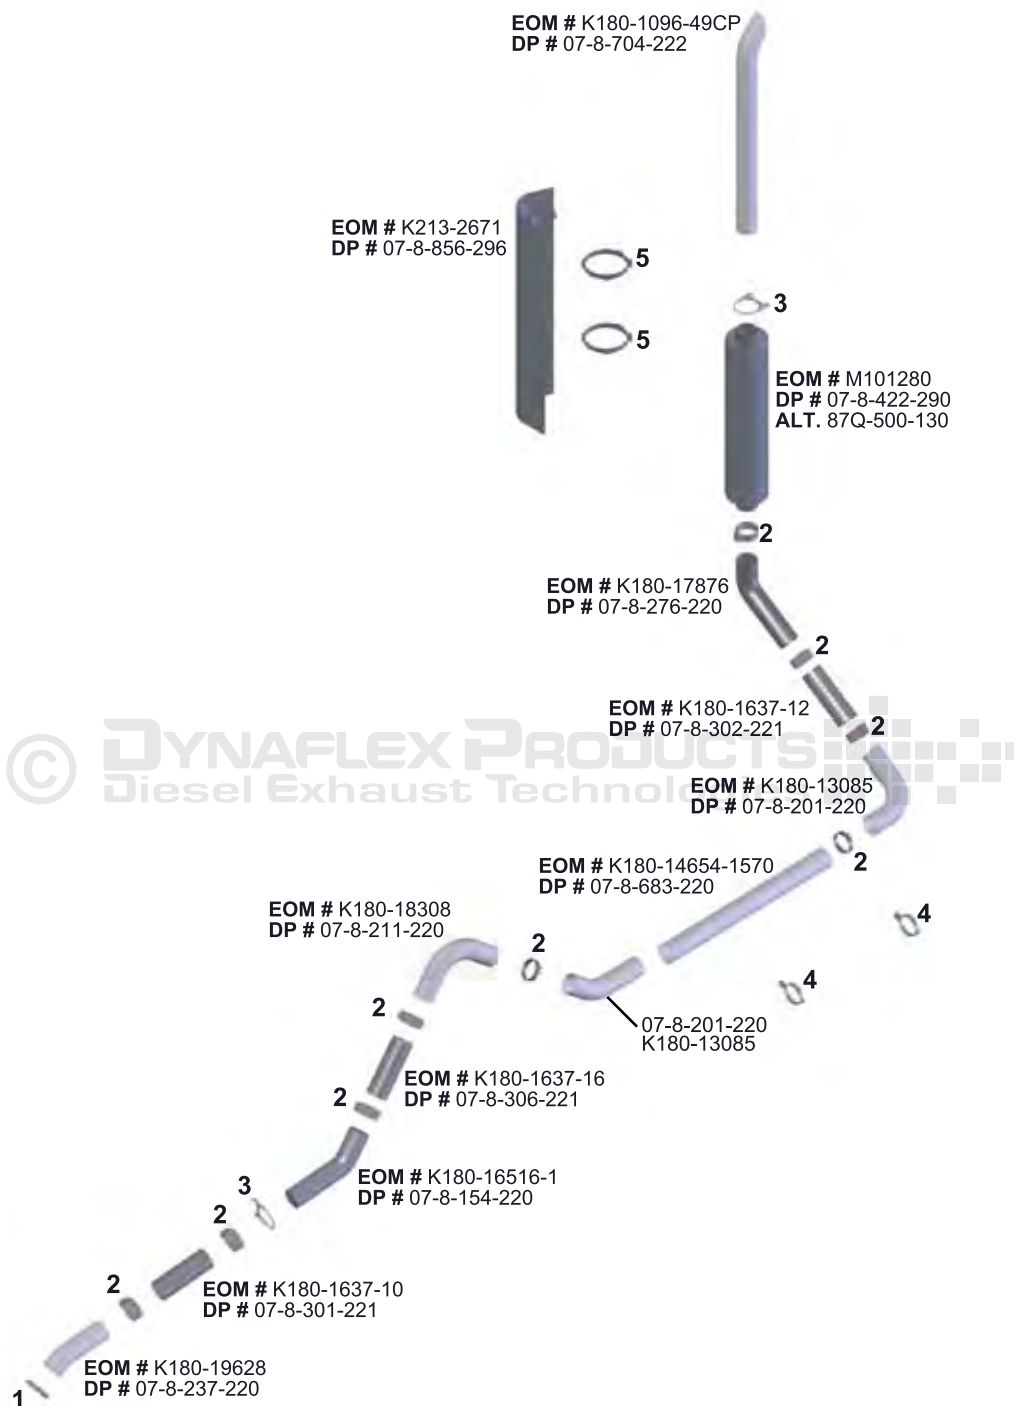 EOM # K180-1096-49CP
DP # 07-8-704-222
EOM # K213-2671
DP # 07-8-856-296
5
3
5
EOM # M101280
DP # 07-8-422-290
ALT. 87Q-500-130
2
EOM # K180-17876
DP # 07-8-276-220
2
EOM # K180-1637-12
DP # 07-8-302-221
2
© DYNAFLEX PRODUCTS
Diesel Exhaust
EOM # K180-13085
DP # 07-8-201-220
2
EOM # K180-14654-1570
DP # 07-8-683-220
4
EOM # K180-18308
DP # 07-8-211-220
2
4
2
07-8-201-220
K180-13085
EOM # K180-1637-16
DP # 07-8-306-221
2
EOM # K180-16516-1
DP # 07-8-154-220
3
2
2
EOM # K180-1637-10
DP # 07-8-301-221
EOM # K180-19628
DP # 07-8-237-220
1